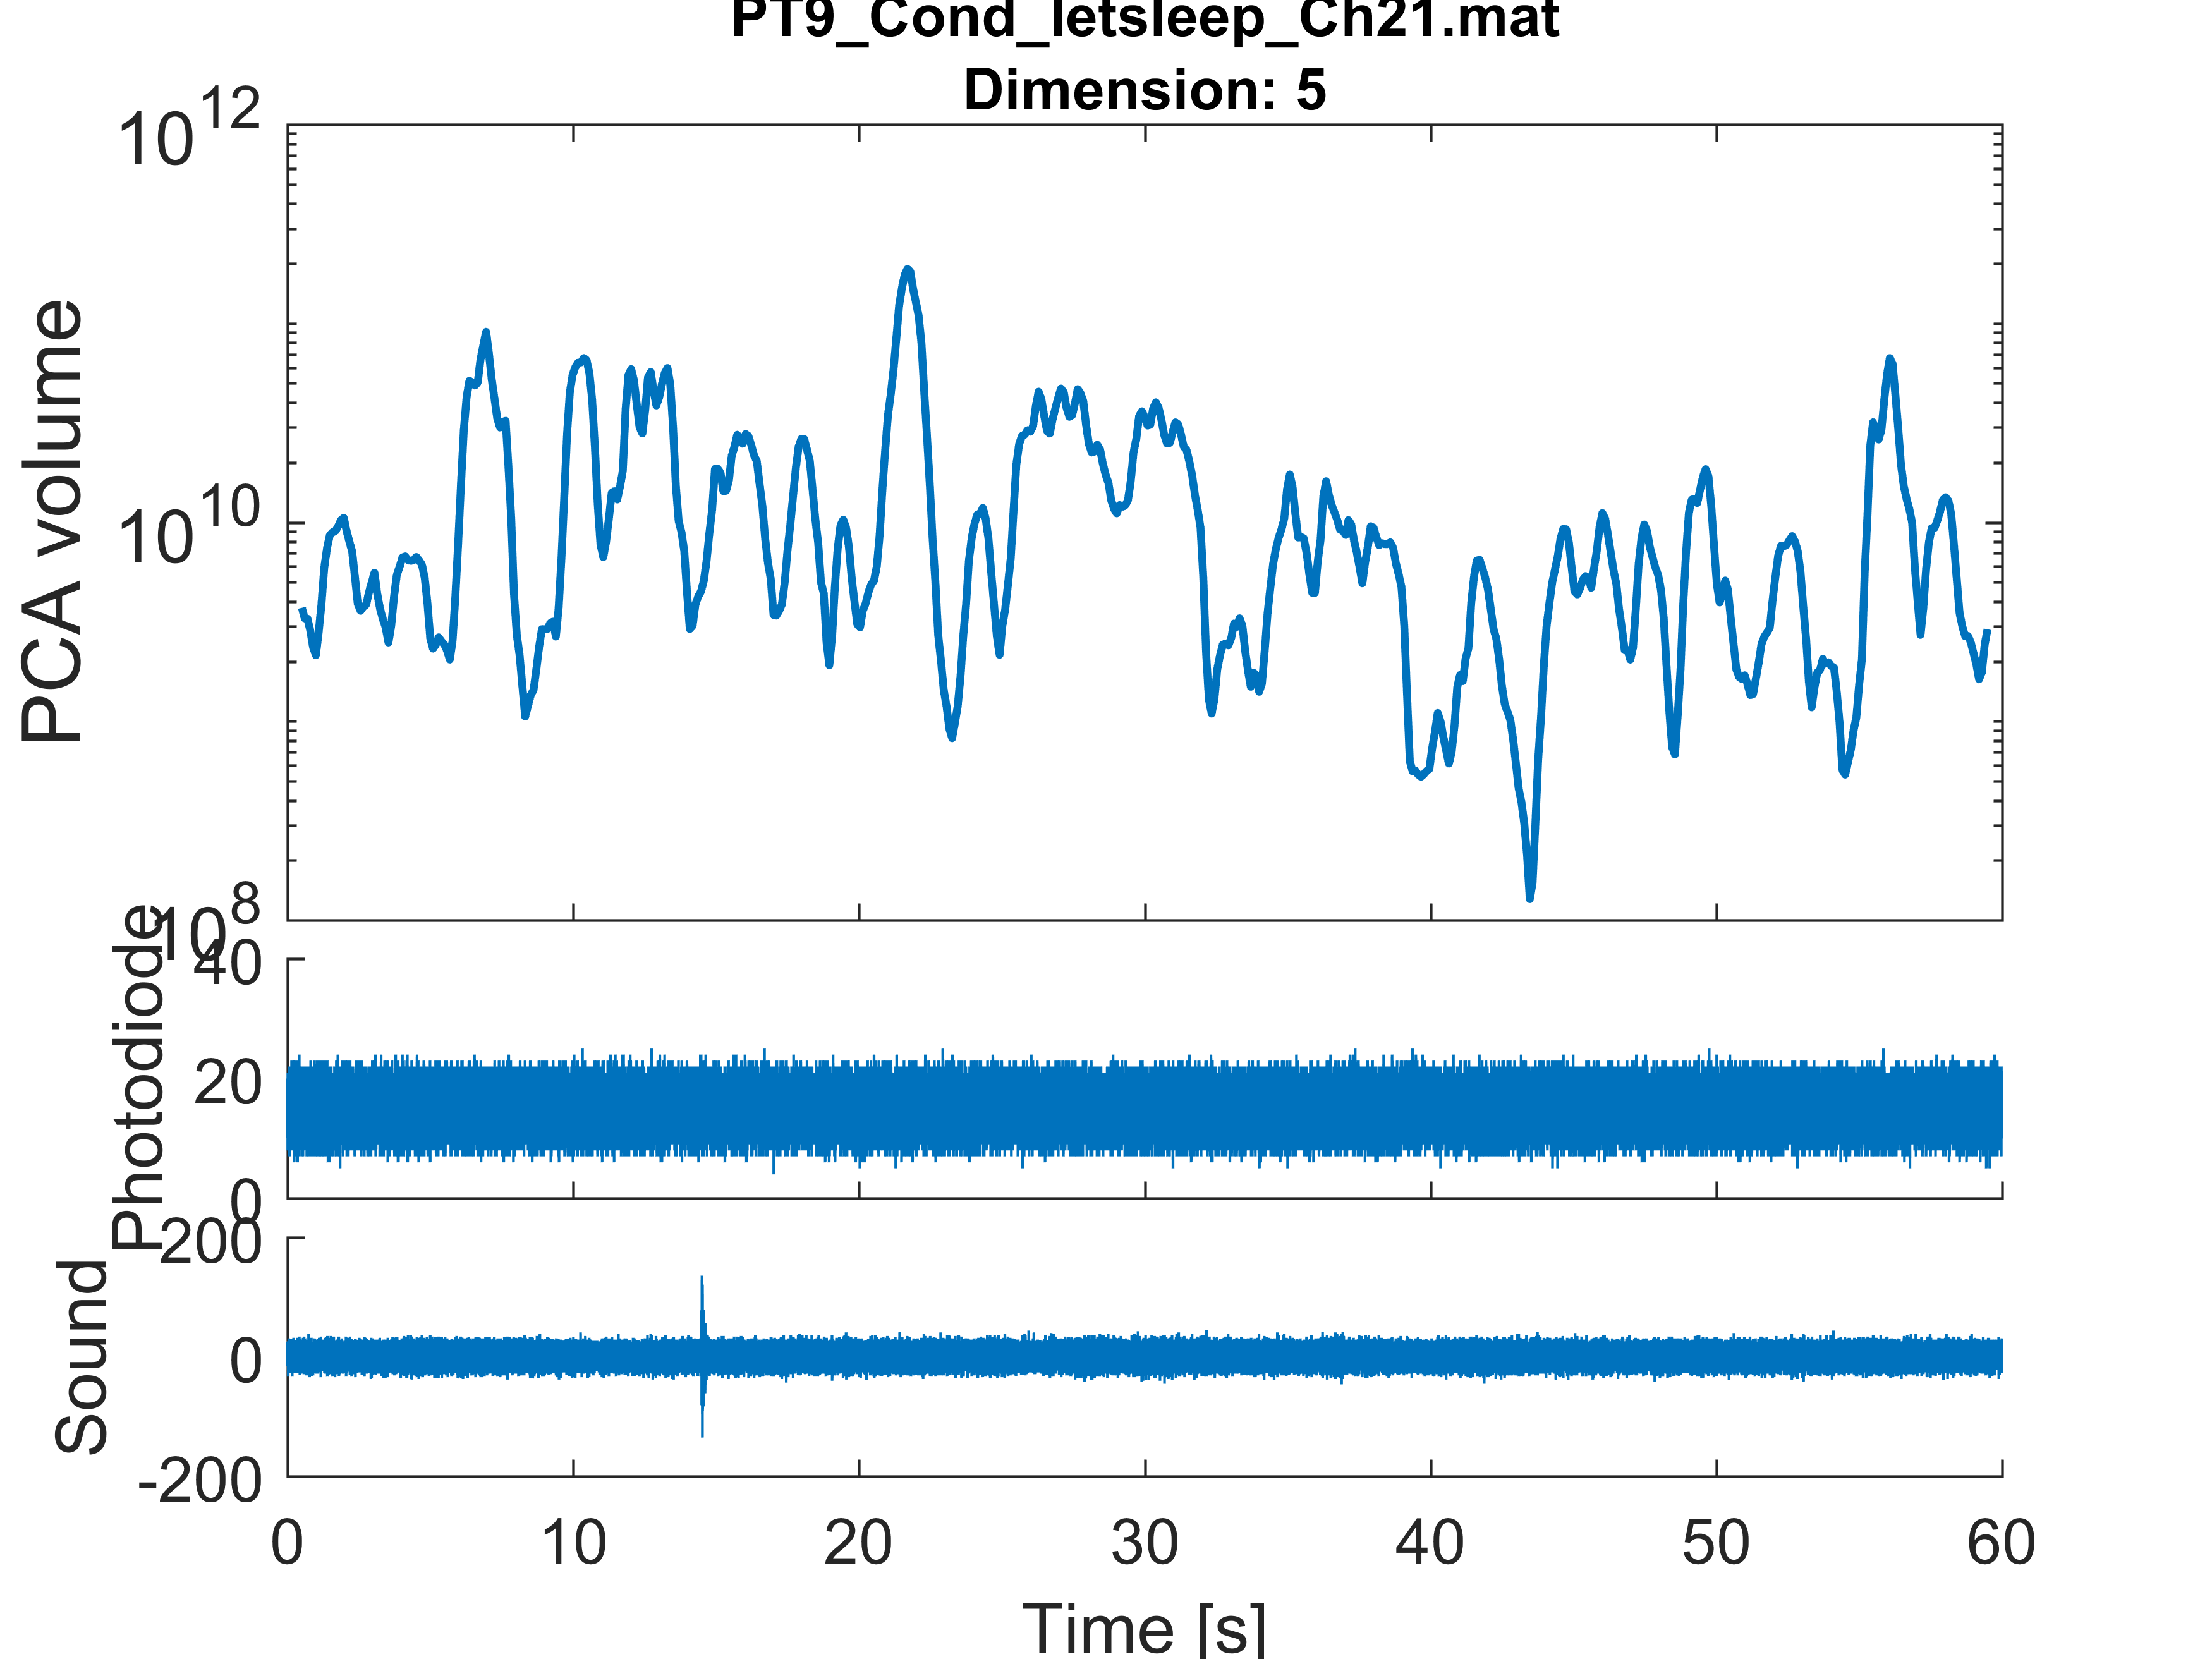 PT9_Cond_letsleep_Ch21.mat
Dimension: 5
10^12
10^10
10^8
PCA volume
40
20
0
Photodiode
200
0
-200
Sound
0 10 20 30 40 50 60
Time [s]